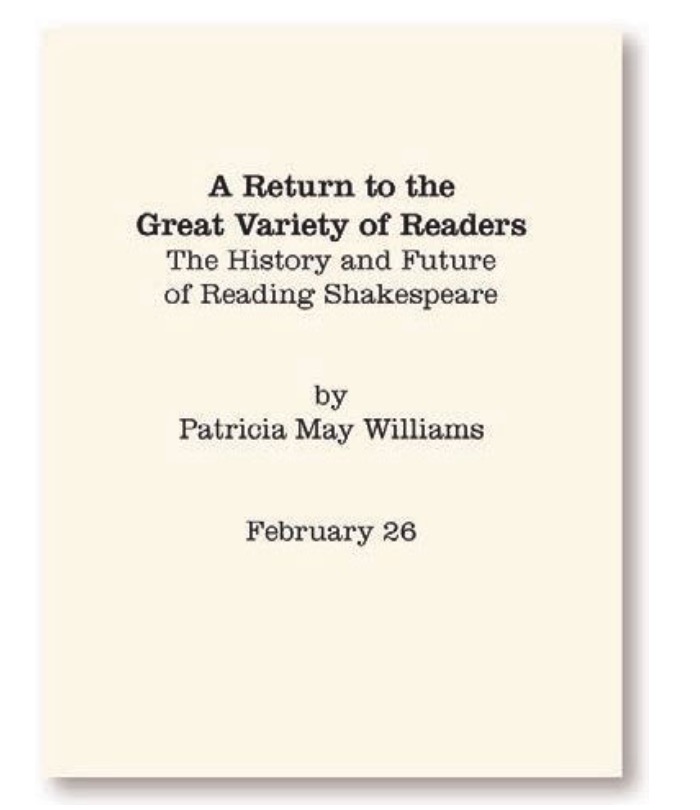 A Return to the
Great Variety of Readers
The History and Future
of Reading Shakespeare
by
Patricia May Williams
February 26